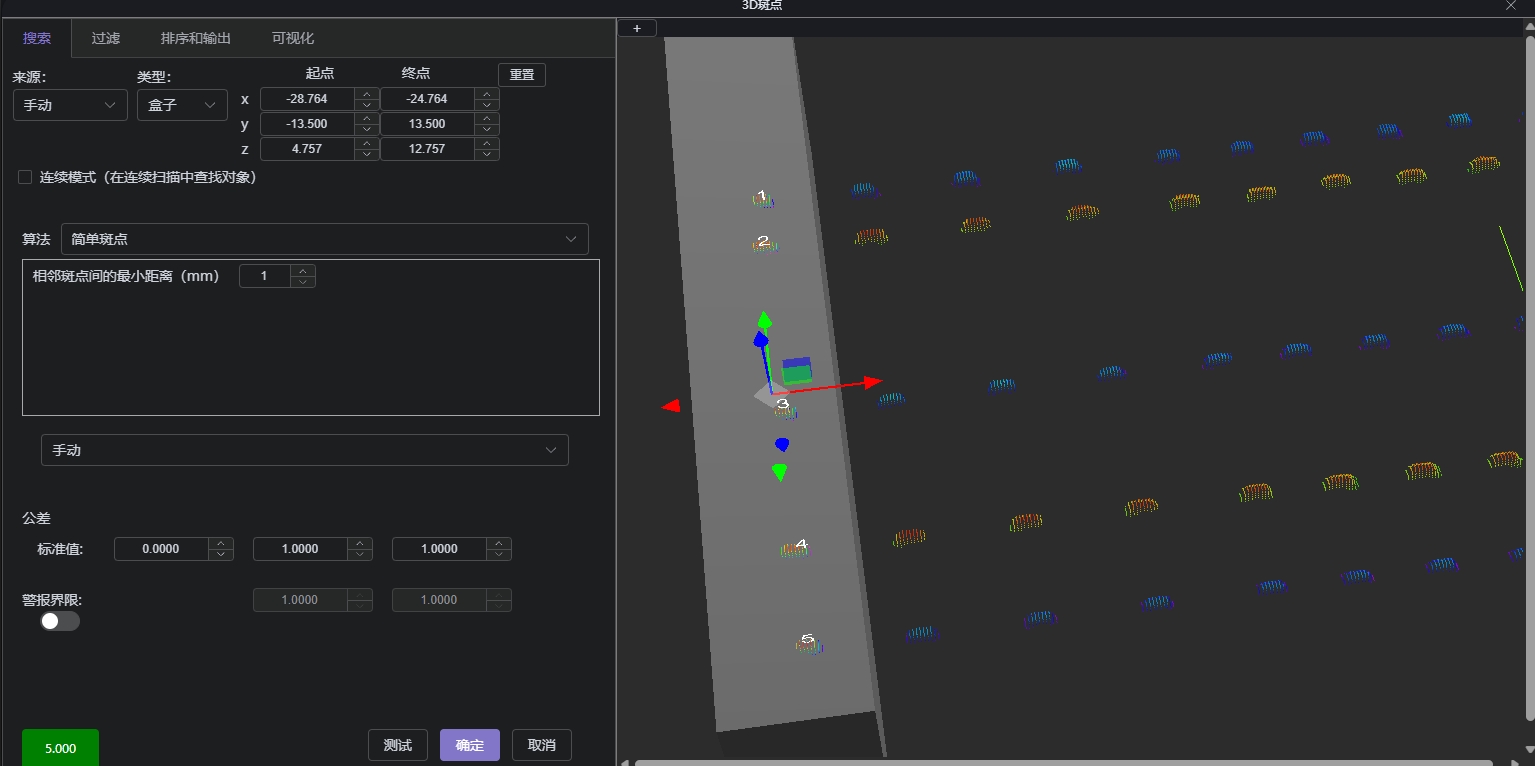 3D斑点
搜索 过滤 排序和输出 可视化
+
来源: 类型: 起点 终点 重置
手动 盒子 x -28.764 -24.764
y -13.500 13.500
z 4.757 12.757
连续模式（在连续扫描中查找对象）
算法 简单斑点
相邻斑点间的最小距离（mm） 1
手动
公差
标准值: 0.0000 1.0000 1.0000
警报界限: 1.0000 1.0000
5.000 测试 确定 取消
1
2
3
4
5